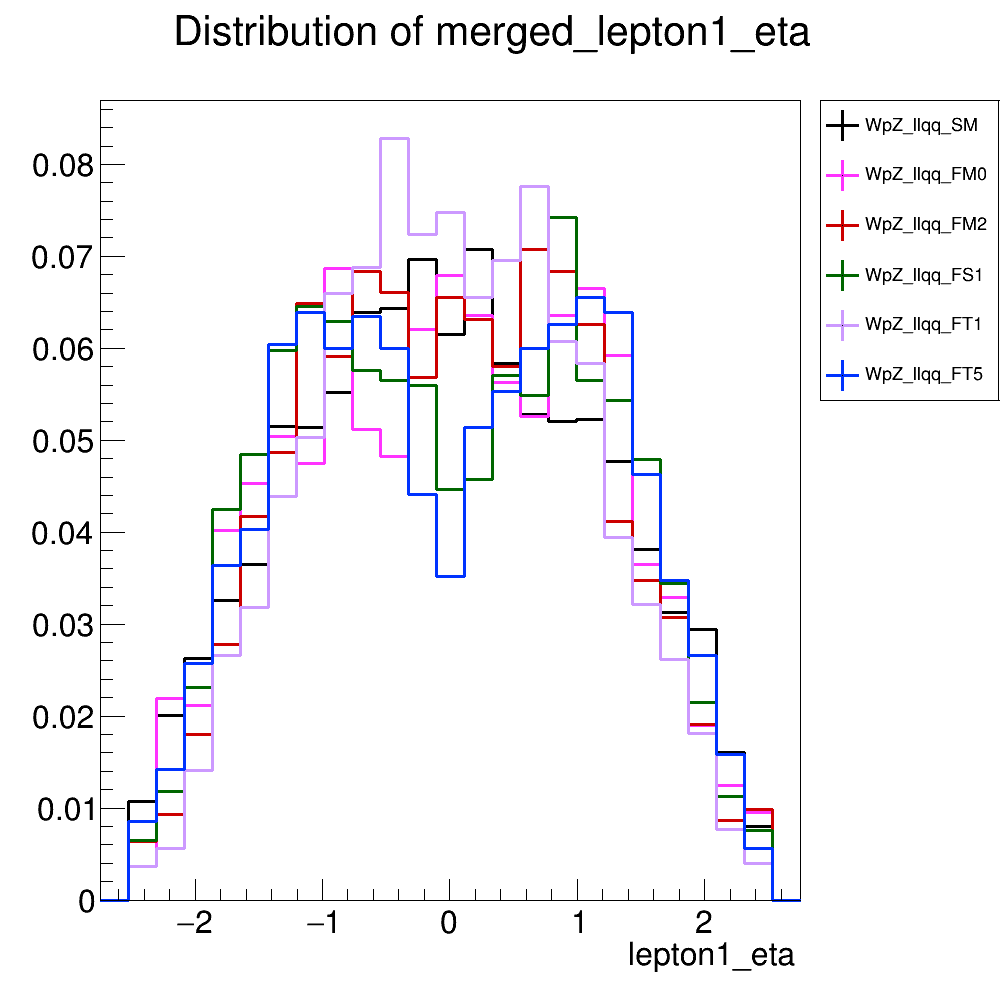 Distribution of merged_lepton1_eta
WpZ_llqq_SM
WpZ_llqq_FM0
WpZ_llqq_FM2
WpZ_llqq_FS1
WpZ_llqq_FT1
WpZ_llqq_FT5
0.08
0.07
0.06
0.05
0.04
0.03
0.02
0.01
0
−2 −1 0 1 2
lepton1_eta